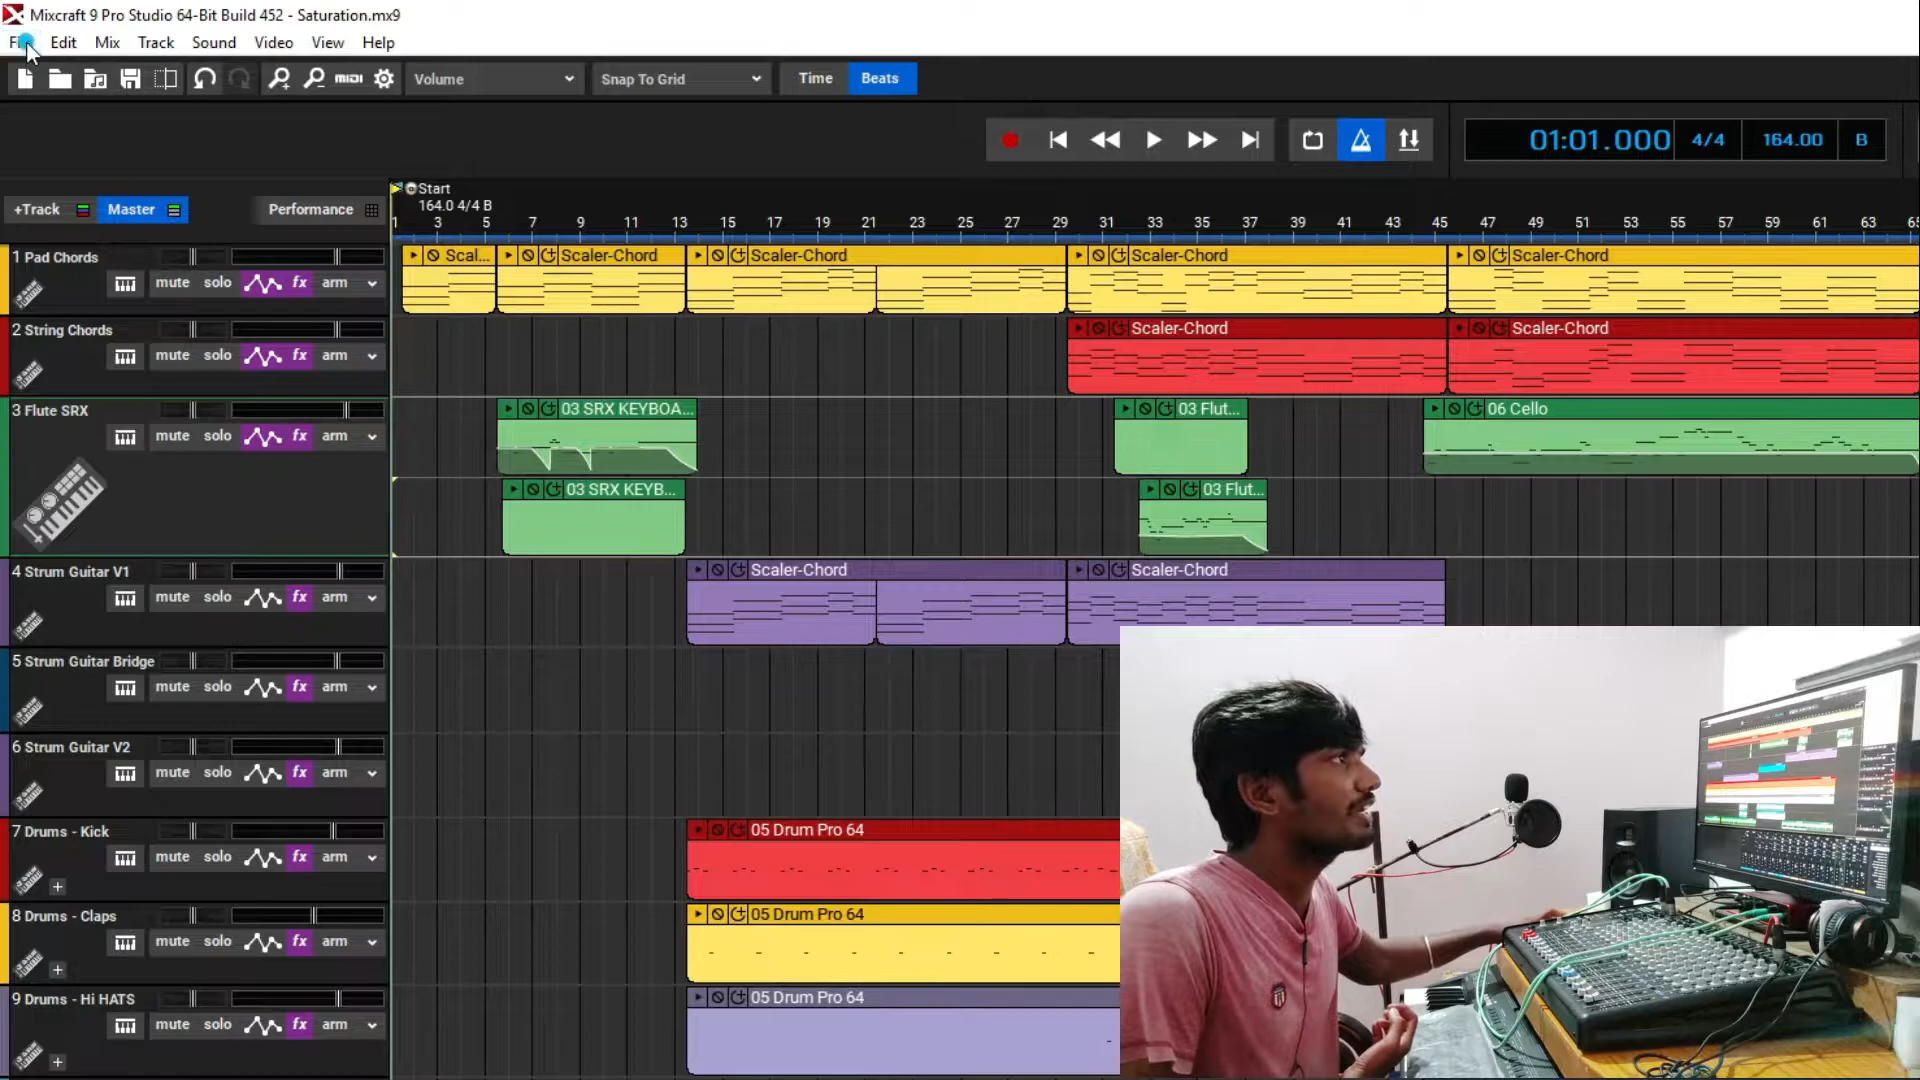 Mixcraft 9 Pro Studio 64-Bit Build 452 - Saturation.mx9
Edit Mix Track Sound Video View Help
MIDI Volume Snap To Grid Time Beats
01:01.000 4/4 164.00 B
+Track Master Performance
Start
164.0 4/4 B
1 3 5 7 9 11 13 15 17 19 21 23 25 27 29 31 33 35 37 39 41 43 45 47 49 51 53 55 57 59 61 63 65
1 Pad Chords
mute solo fx arm
Scal... Scaler-Chord Scaler-Chord Scaler-Chord Scaler-Chord
2 String Chords
mute solo fx arm
Scaler-Chord Scaler-Chord
3 Flute SRX
mute solo fx arm
03 SRX KEYBOA... 03 Flut... 06 Cello
03 SRX KEYB... 03 Flut...
4 Strum Guitar V1
mute solo fx arm
Scaler-Chord Scaler-Chord
5 Strum Guitar Bridge
mute solo fx arm
6 Strum Guitar V2
mute solo fx arm
7 Drums - Kick
mute solo fx arm
05 Drum Pro 64
8 Drums - Claps
mute solo fx arm
05 Drum Pro 64
9 Drums - Hi HATS
mute solo fx arm
05 Drum Pro 64